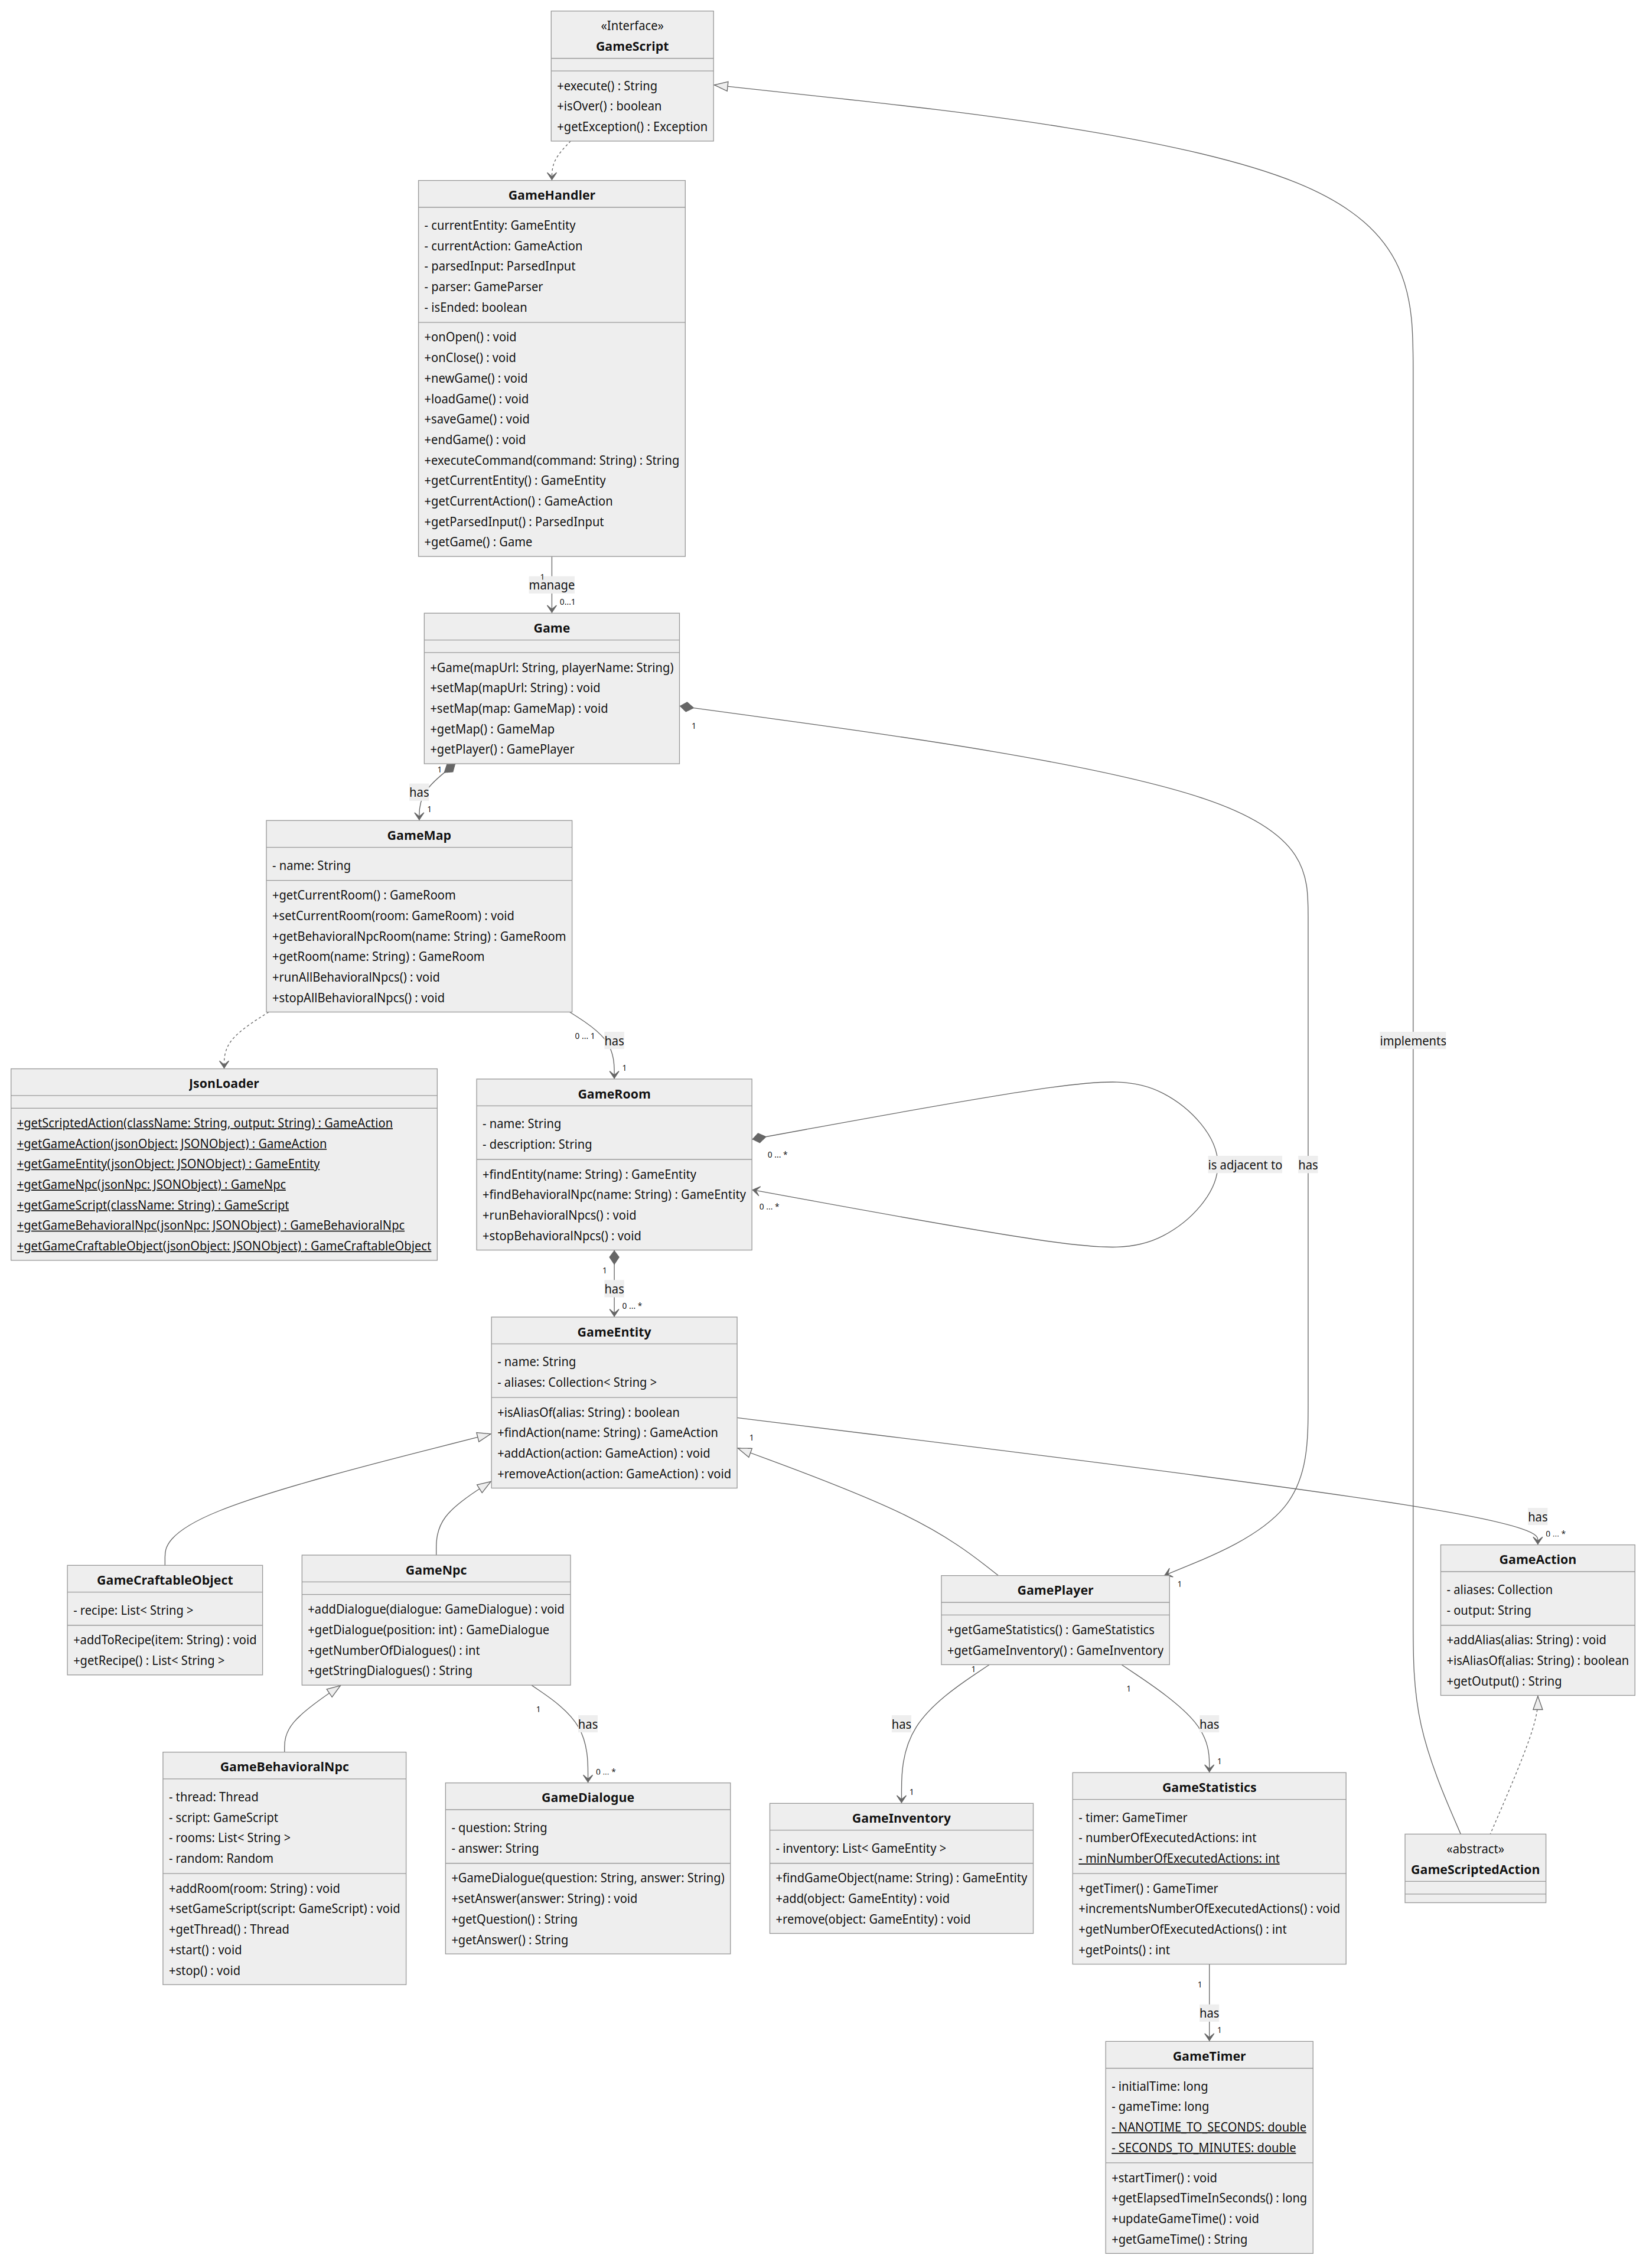 «Interface»
GameScript
+execute() : String
+isOver() : boolean
+getException() : Exception
GameHandler
- currentEntity: GameEntity
- currentAction: GameAction
- parsedInput: ParsedInput
- parser: GameParser
- isEnded: boolean
+onOpen() : void
+onClose() : void
+newGame() : void
+loadGame() : void
+saveGame() : void
+endGame() : void
+executeCommand(command: String) : String
+getCurrentEntity() : GameEntity
+getCurrentAction() : GameAction
+getParsedInput() : ParsedInput
+getGame() : Game
1
manage
0...1
Game
+Game(mapUrl: String, playerName: String)
+setMap(mapUrl: String) : void
+setMap(map: GameMap) : void
+getMap() : GameMap
+getPlayer() : GamePlayer
1
1
has
1
GameMap
- name: String
+getCurrentRoom() : GameRoom
+setCurrentRoom(room: GameRoom) : void
+getBehavioralNpcRoom(name: String) : GameRoom
+getRoom(name: String) : GameRoom
+runAllBehavioralNpcs() : void
+stopAllBehavioralNpcs() : void
0 ... 1
has
1
implements
JsonLoader
+getScriptedAction(className: String, output: String) : GameAction
+getGameAction(jsonObject: JSONObject) : GameAction
+getGameEntity(jsonObject: JSONObject) : GameEntity
+getGameNpc(jsonNpc: JSONObject) : GameNpc
+getGameScript(className: String) : GameScript
+getGameBehavioralNpc(jsonNpc: JSONObject) : GameBehavioralNpc
+getGameCraftableObject(jsonObject: JSONObject) : GameCraftableObject
GameRoom
- name: String
- description: String
+findEntity(name: String) : GameEntity
+findBehavioralNpc(name: String) : GameEntity
+runBehavioralNpcs() : void
+stopBehavioralNpcs() : void
0 ... *
is adjacent to
has
0 ... *
1
has
0 ... *
GameEntity
- name: String
- aliases: Collection< String >
+isAliasOf(alias: String) : boolean
+findAction(name: String) : GameAction
+addAction(action: GameAction) : void
+removeAction(action: GameAction) : void
1
has
0 ... *
GameCraftableObject
- recipe: List< String >
+addToRecipe(item: String) : void
+getRecipe() : List< String >
GameNpc
+addDialogue(dialogue: GameDialogue) : void
+getDialogue(position: int) : GameDialogue
+getNumberOfDialogues() : int
+getStringDialogues() : String
1
GamePlayer
+getGameStatistics() : GameStatistics
+getGameInventory() : GameInventory
GameAction
- aliases: Collection
- output: String
+addAlias(alias: String) : void
+isAliasOf(alias: String) : boolean
+getOutput() : String
1
has
0 ... *
1
has
1
1
has
1
GameBehavioralNpc
- thread: Thread
- script: GameScript
- rooms: List< String >
- random: Random
+addRoom(room: String) : void
+setGameScript(script: GameScript) : void
+getThread() : Thread
+start() : void
+stop() : void
GameDialogue
- question: String
- answer: String
+GameDialogue(question: String, answer: String)
+setAnswer(answer: String) : void
+getQuestion() : String
+getAnswer() : String
GameInventory
- inventory: List< GameEntity >
+findGameObject(name: String) : GameEntity
+add(object: GameEntity) : void
+remove(object: GameEntity) : void
GameStatistics
- timer: GameTimer
- numberOfExecutedActions: int
- minNumberOfExecutedActions: int
+getTimer() : GameTimer
+incrementsNumberOfExecutedActions() : void
+getNumberOfExecutedActions() : int
+getPoints() : int
«abstract»
GameScriptedAction
1
has
1
GameTimer
- initialTime: long
- gameTime: long
- NANOTIME_TO_SECONDS: double
- SECONDS_TO_MINUTES: double
+startTimer() : void
+getElapsedTimeInSeconds() : long
+updateGameTime() : void
+getGameTime() : String